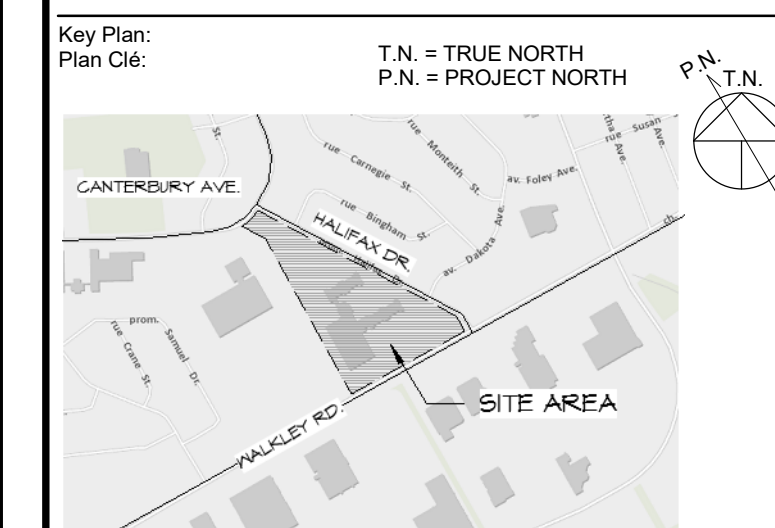 Key Plan:
Plan Clé:
T.N. = TRUE NORTH
P.N. = PROJECT NORTH
P.N.
T.N.
St.
rue Carnegie St.
rue Monteith St.
rue Susan Ave.
Ave.
av. Foley Ave.
CANTERBURY AVE.
rue Bingham St
HALIFAX DR.
av. Dakota Ave.
ch.
prom. Samuel Dr.
rue Crane St.
SITE AREA
WALKLEY RD.